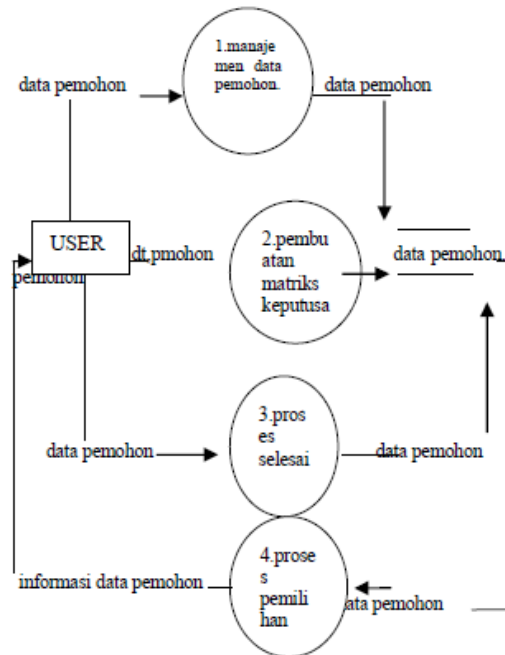 1.manaje
men data
pemohon.
data pemohon
data pemohon
USER
dt.pmohon
pemohon
2.pembu
atan
matriks
keputusa
data pemohon
3.pros
es
selesai
data pemohon
data pemohon
4.proses
s
pemili
han
informasi data pemohon
ata pemohon